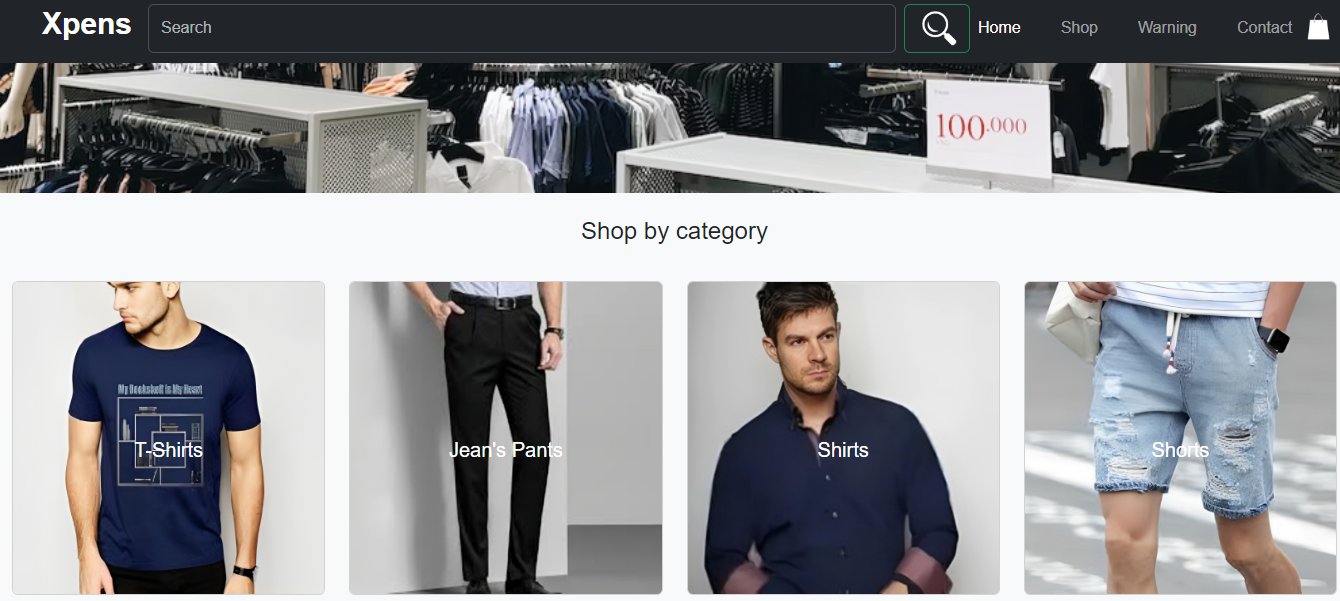 Xpens
Search
Home
Shop
Warning
Contact
100.000
Shop by category
My Bookshelf is My Heart
T-Shirts
Jean's Pants
Shirts
Shorts